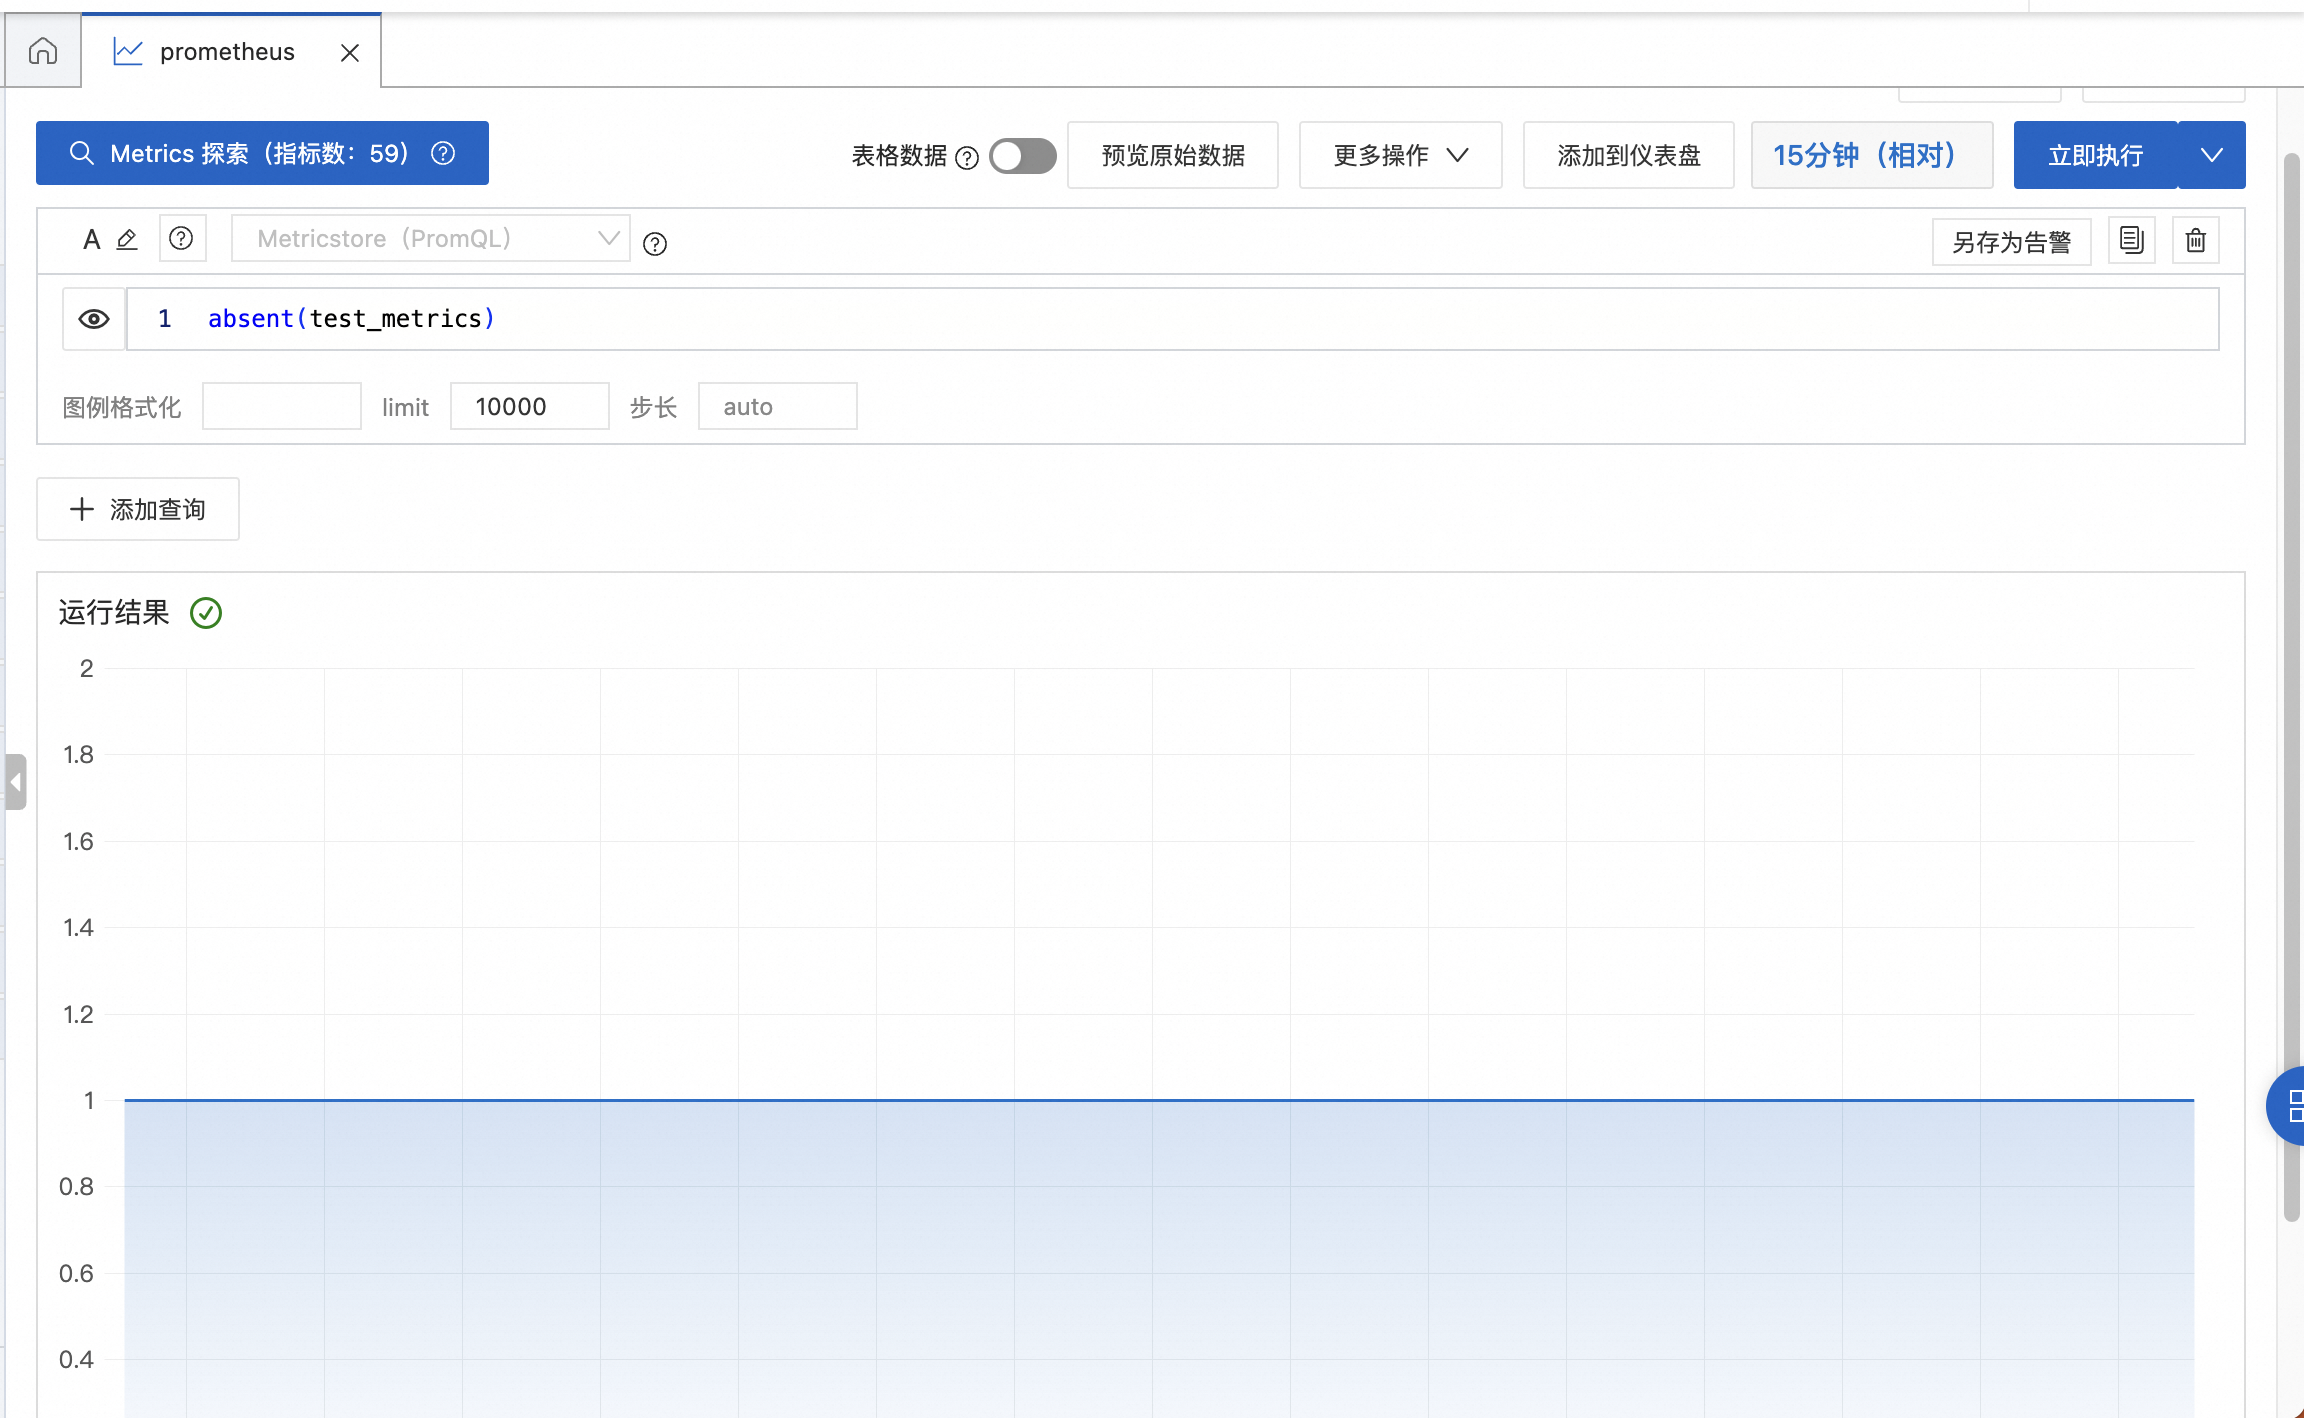 prometheus
Metrics 探索（指标数：59）
表格数据
预览原始数据
更多操作
添加到仪表盘
15分钟（相对）
立即执行
A
Metricstore（PromQL）
另存为告警
1 absent(test_metrics)
图例格式化
limit 10000
步长 auto
添加查询
运行结果
2
1.8
1.6
1.4
1.2
1
0.8
0.6
0.4